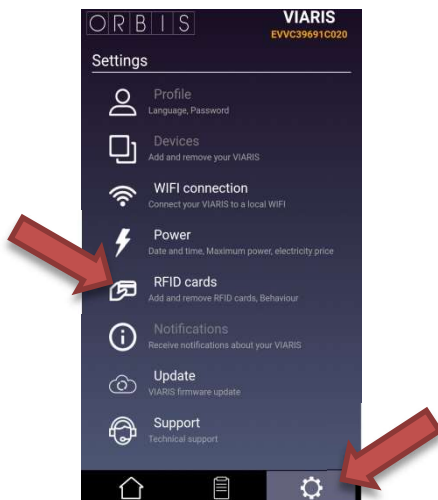 ORBIS
VIARIS
EVVC39691C020
Settings
Profile
Language, Password
Devices
Add and remove your VIARIS
WIFI connection
Connect your VIARIS to a local WIFI
Power
Date and time, Maximum power, electricity price
RFID cards
Add and remove RFID cards, Behaviour
Notifications
Receive notifications about your VIARIS
Update
VIARIS firmware update
Support
Technical support